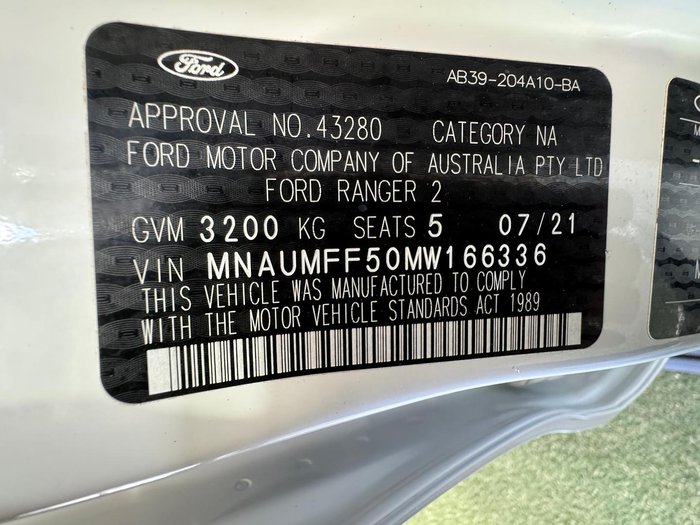 Ford
AB39-204A10-BA
APPROVAL NO.43280 CATEGORY NA
FORD MOTOR COMPANY OF AUSTRALIA PTY LTD
FORD RANGER 2
GVM 3200 KG SEATS 5 07/21
VIN MNAUMFF50MW166336
THIS VEHICLE WAS MANUFACTURED TO COMPLY
WITH THE MOTOR VEHICLE STANDARDS ACT 1989